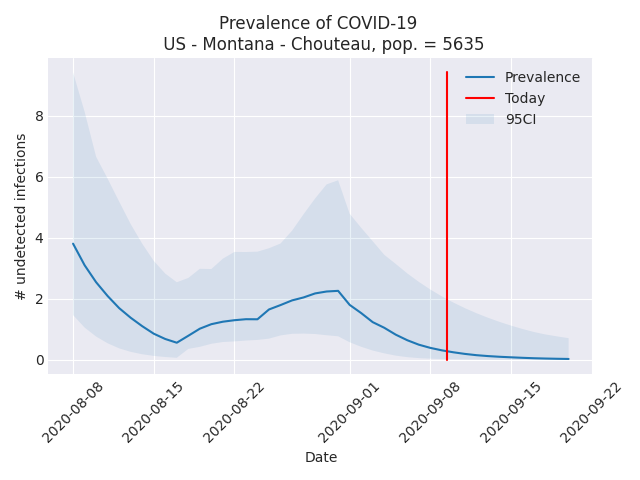 Prevalence of COVID-19
US - Montana - Chouteau, pop. = 5635
# undetected infections
8
6
4
2
0
Prevalence
Today
95CI
2020-08-08
2020-08-15
2020-08-22
2020-09-01
2020-09-08
2020-09-15
2020-09-22
Date